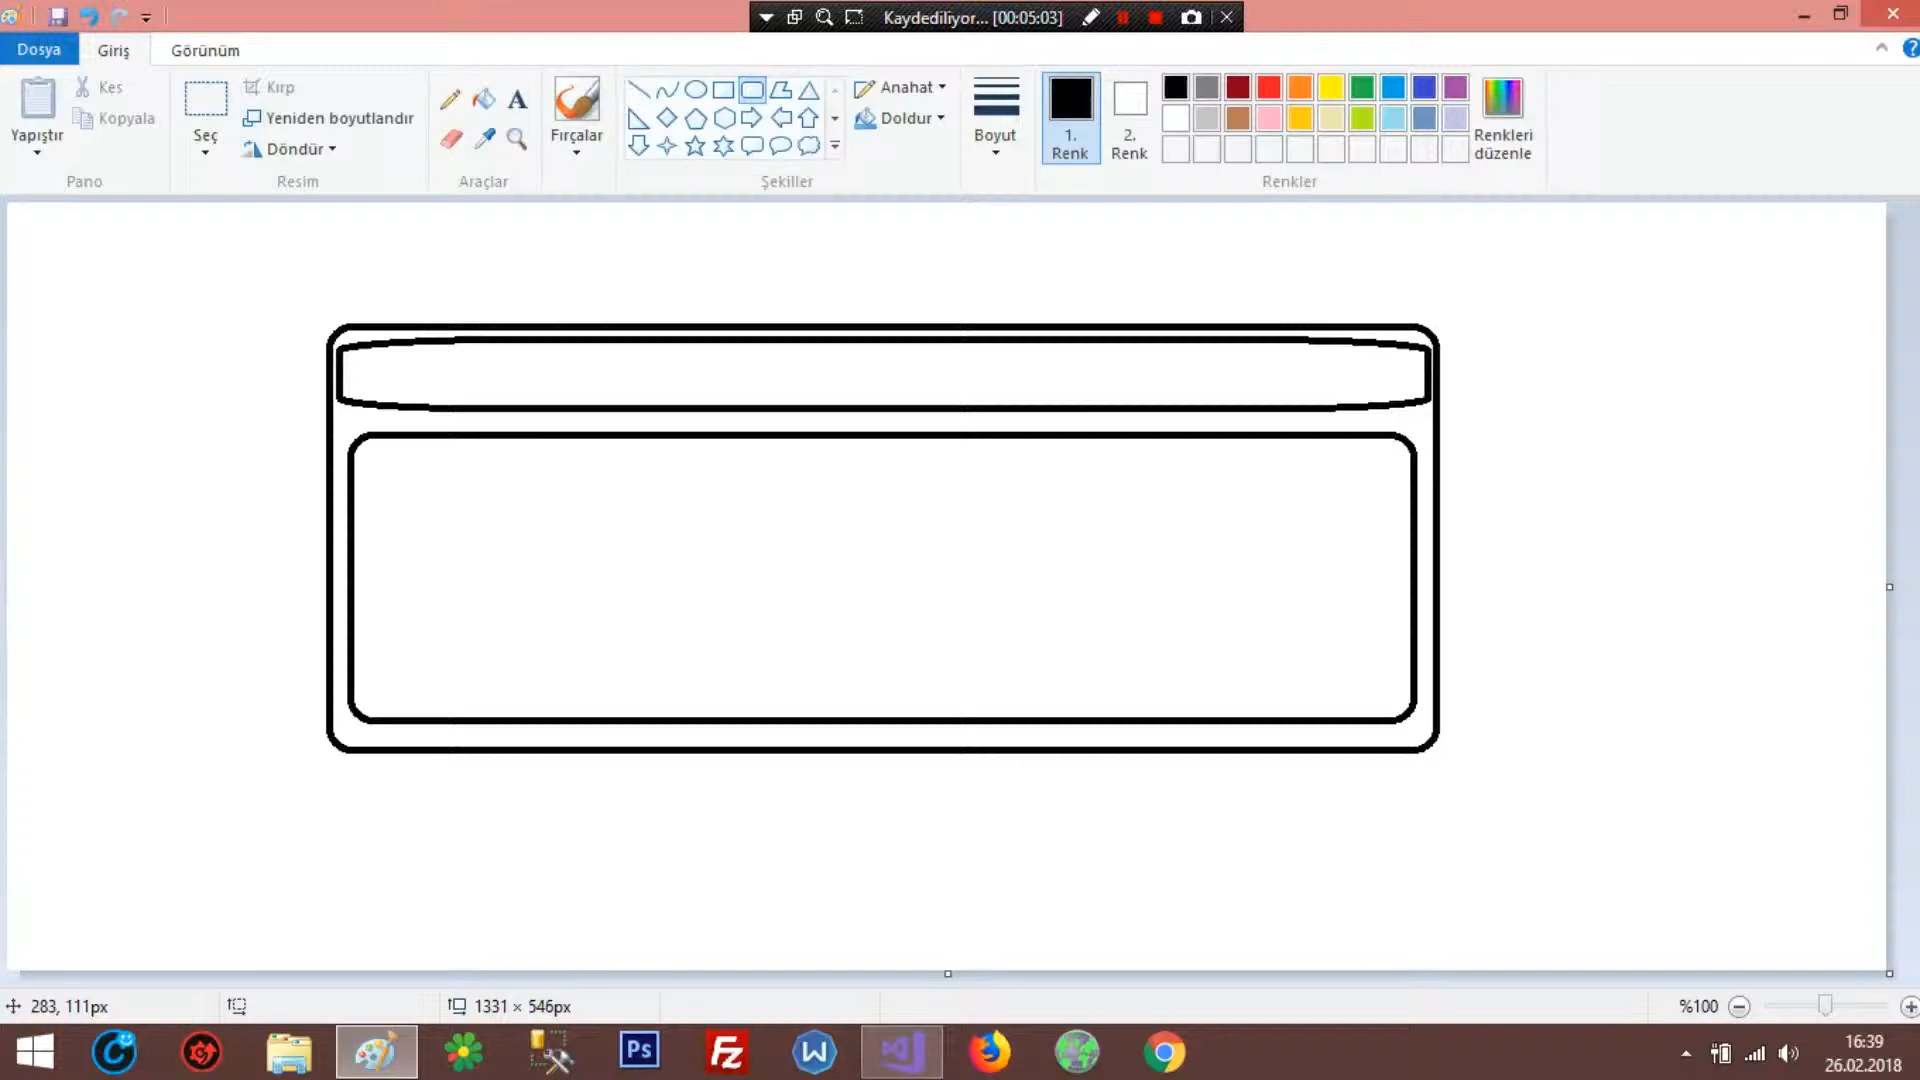 Kaydediliyor... [00:05:03]
Dosya
Giriş
Görünüm
Yapıştır
Kes
Kopyala
Pano
Seç
Kırp
Yeniden boyutlandır
Döndür
Resim
A
Araçlar
Fırçalar
Şekiller
Anahat
Doldur
Boyut
1.
Renk
2.
Renk
Renkler
Renkleri
düzenle
283, 111px
1331 × 546px
%100
Ps
Fz
W
16:39
26.02.2018